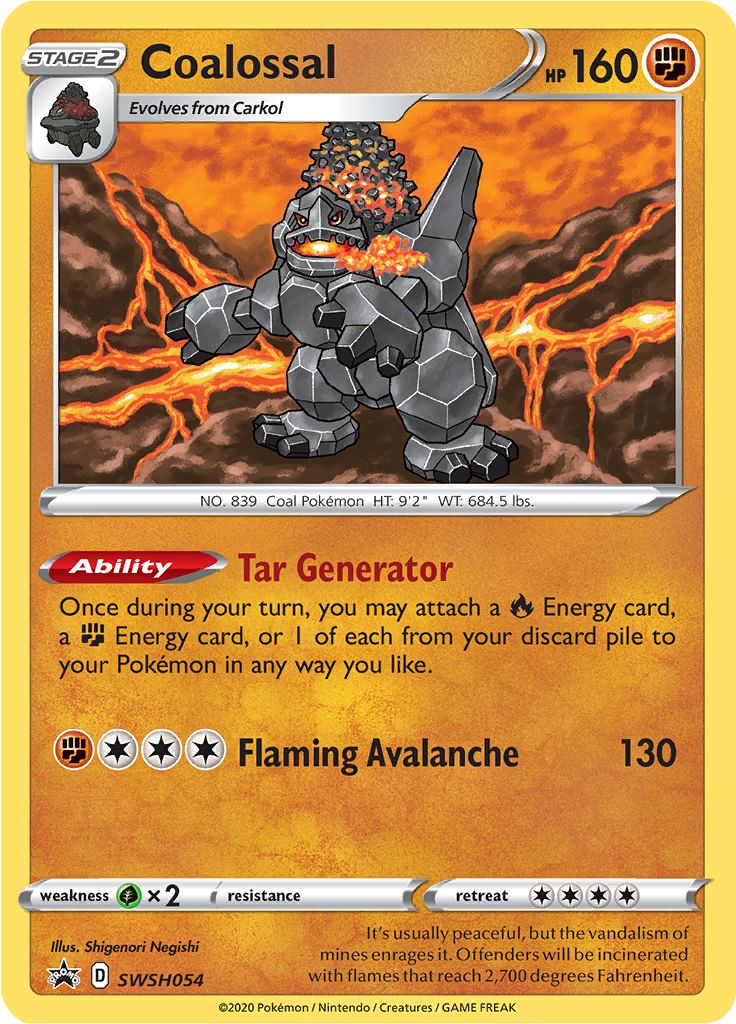 STAGE 2
Coalossal
HP 160
Evolves from Carkol
NO. 839 Coal Pokémon HT: 9'2" WT: 684.5 lbs.
Ability Tar Generator
Once during your turn, you may attach a Energy card,
a Energy card, or 1 of each from your discard pile to
your Pokémon in any way you like.
Flaming Avalanche 130
weakness ×2 resistance retreat
Illus. Shigenori Negishi
It's usually peaceful, but the vandalism of
mines enrages it. Offenders will be incinerated
with flames that reach 2,700 degrees Fahrenheit.
PROMO D SWSH054
©2020 Pokémon / Nintendo / Creatures / GAME FREAK